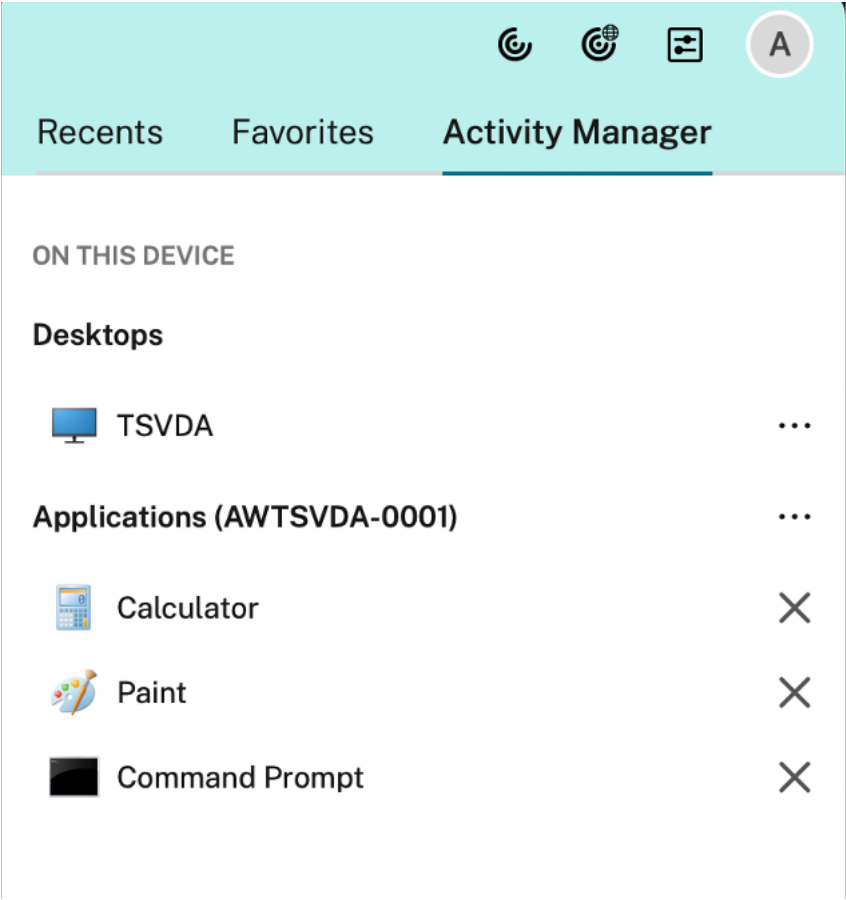 A
Recents Favorites Activity Manager
ON THIS DEVICE
Desktops
TSVDA ...
Applications (AWTSVDA-0001) ...
Calculator
Paint
Command Prompt